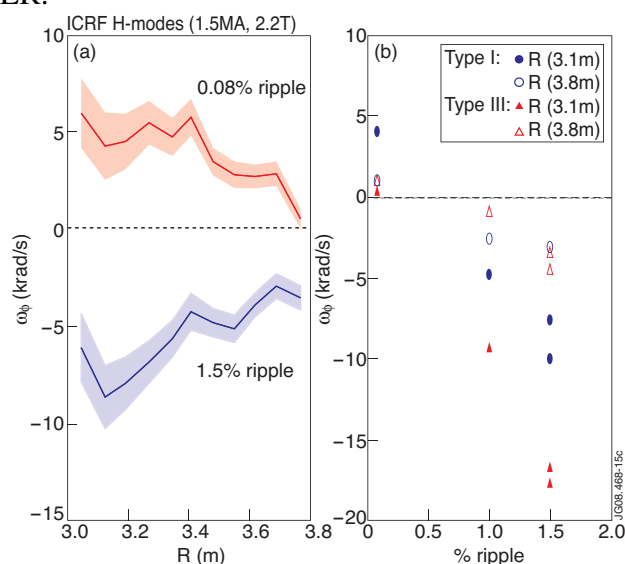 ER.
ICRF H-modes (1.5MA, 2.2T)
(a)
0.08% ripple
1.5% ripple
5
0
−5
−10
−15
ωϕ (krad/s)
3.0 3.2 3.4 3.6 3.8
R (m)
(b)
Type I: R (3.1m)
R (3.8m)
Type III: R (3.1m)
R (3.8m)
5
0
−5
−10
−15
−20
ωϕ (krad/s)
0 0.5 1.0 1.5 2.0
% ripple
JG08.468-15c